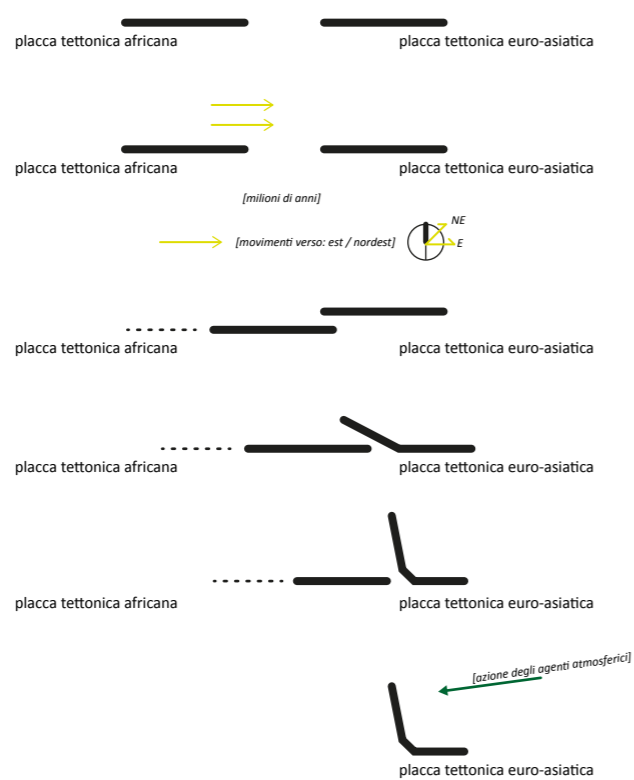 placca tettonica africana
placca tettonica euro-asiatica
placca tettonica africana
placca tettonica euro-asiatica
[milioni di anni]
[movimenti verso: est / nordest]
NE
E
placca tettonica africana
placca tettonica euro-asiatica
placca tettonica africana
placca tettonica euro-asiatica
placca tettonica africana
placca tettonica euro-asiatica
[azione degli agenti atmosferici]
placca tettonica euro-asiatica